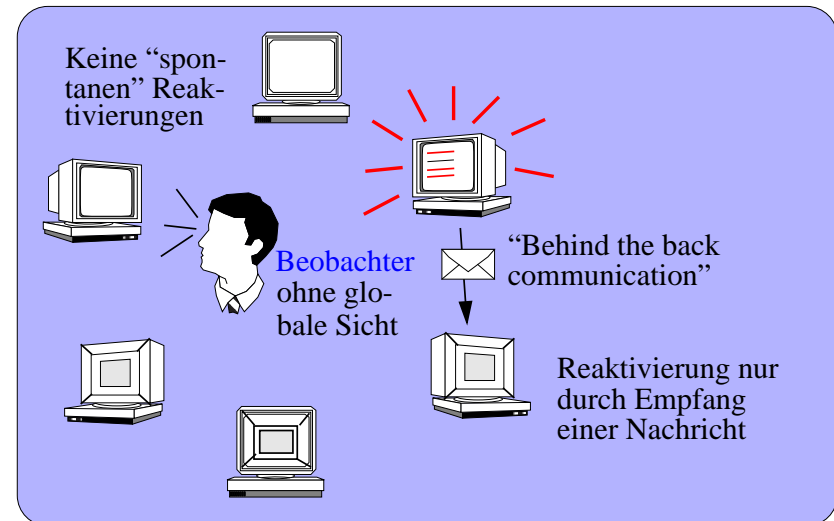 Keine “spon-
tanen” Reak-
tivierungen
Beobachter
ohne glo-
bale Sicht
“Behind the back
communication”
Reaktivierung nur
durch Empfang
einer Nachricht